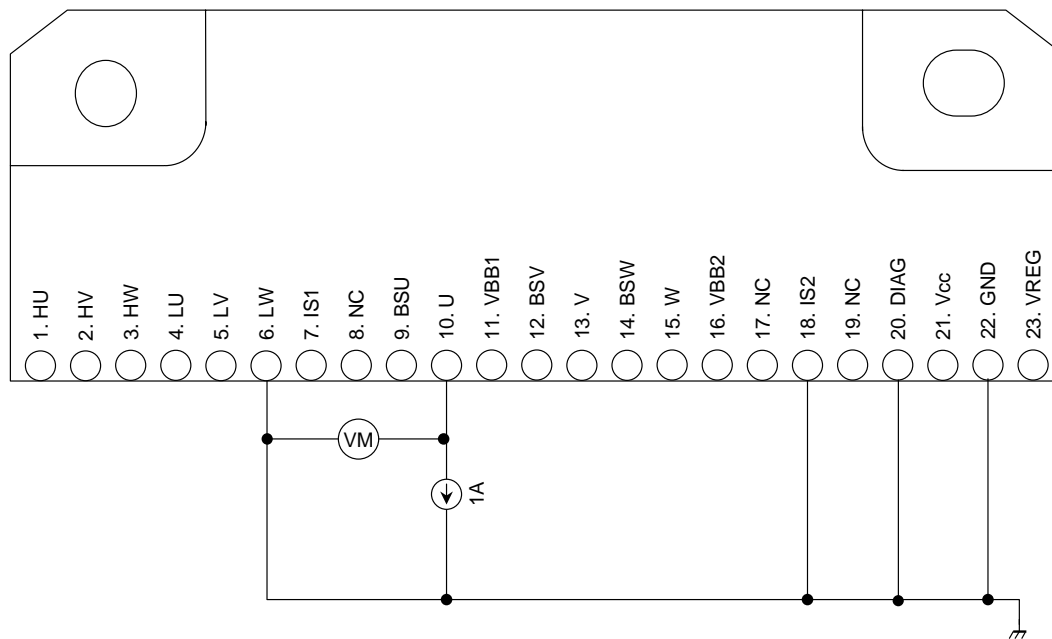 1. HU
2. HV
3. HW
4. LU
5. LV
6. LW
7. IS1
8. NC
9. BSU
10. U
11. VBB1
12. BSV
13. V
14. BSW
15. W
16. VBB2
17. NC
18. IS2
19. NC
20. DIAG
21. Vcc
22. GND
23. VREG
VM
1A